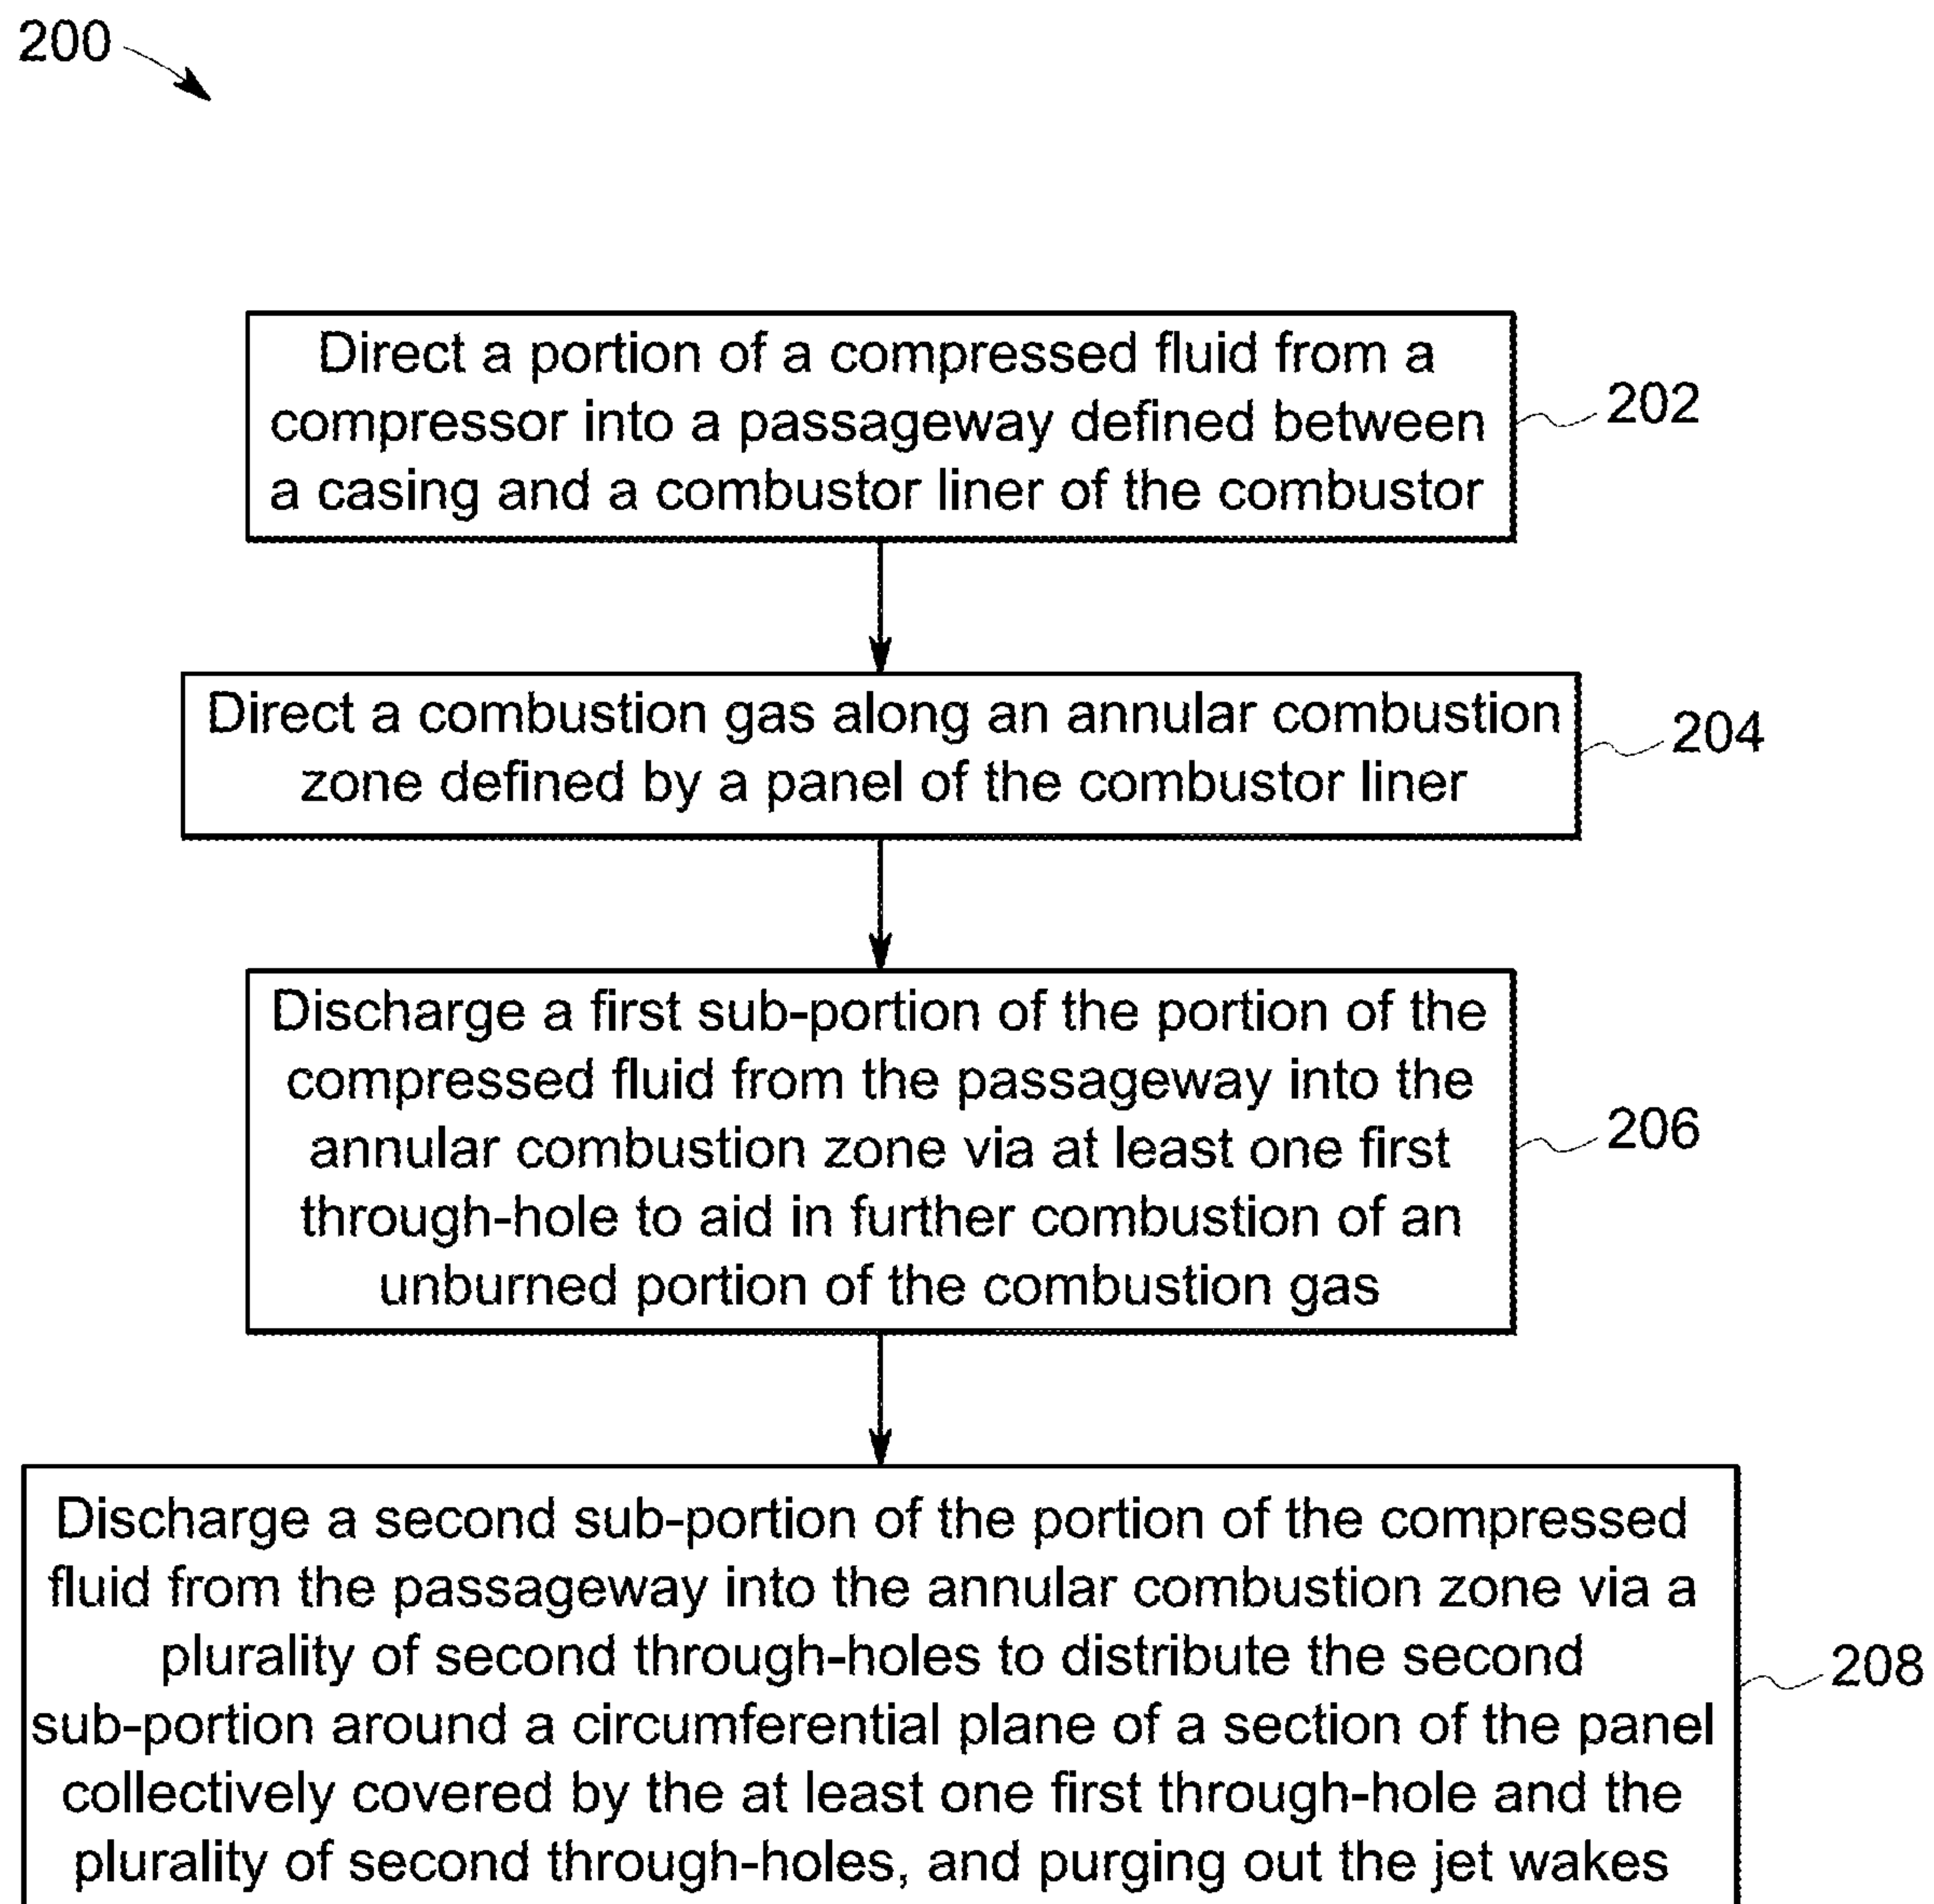 200
Direct a portion of a compressed fluid from a
compressor into a passageway defined between
a casing and a combustor liner of the combustor
202
Direct a combustion gas along an annular combustion
zone defined by a panel of the combustor liner
204
Discharge a first sub-portion of the portion of the
compressed fluid from the passageway into the
annular combustion zone via at least one first
through-hole to aid in further combustion of an
unburned portion of the combustion gas
206
Discharge a second sub-portion of the portion of the compressed
fluid from the passageway into the annular combustion zone via a
plurality of second through-holes to distribute the second
sub-portion around a circumferential plane of a section of the panel
collectively covered by the at least one first through-hole and the
plurality of second through-holes, and purging out the jet wakes
208